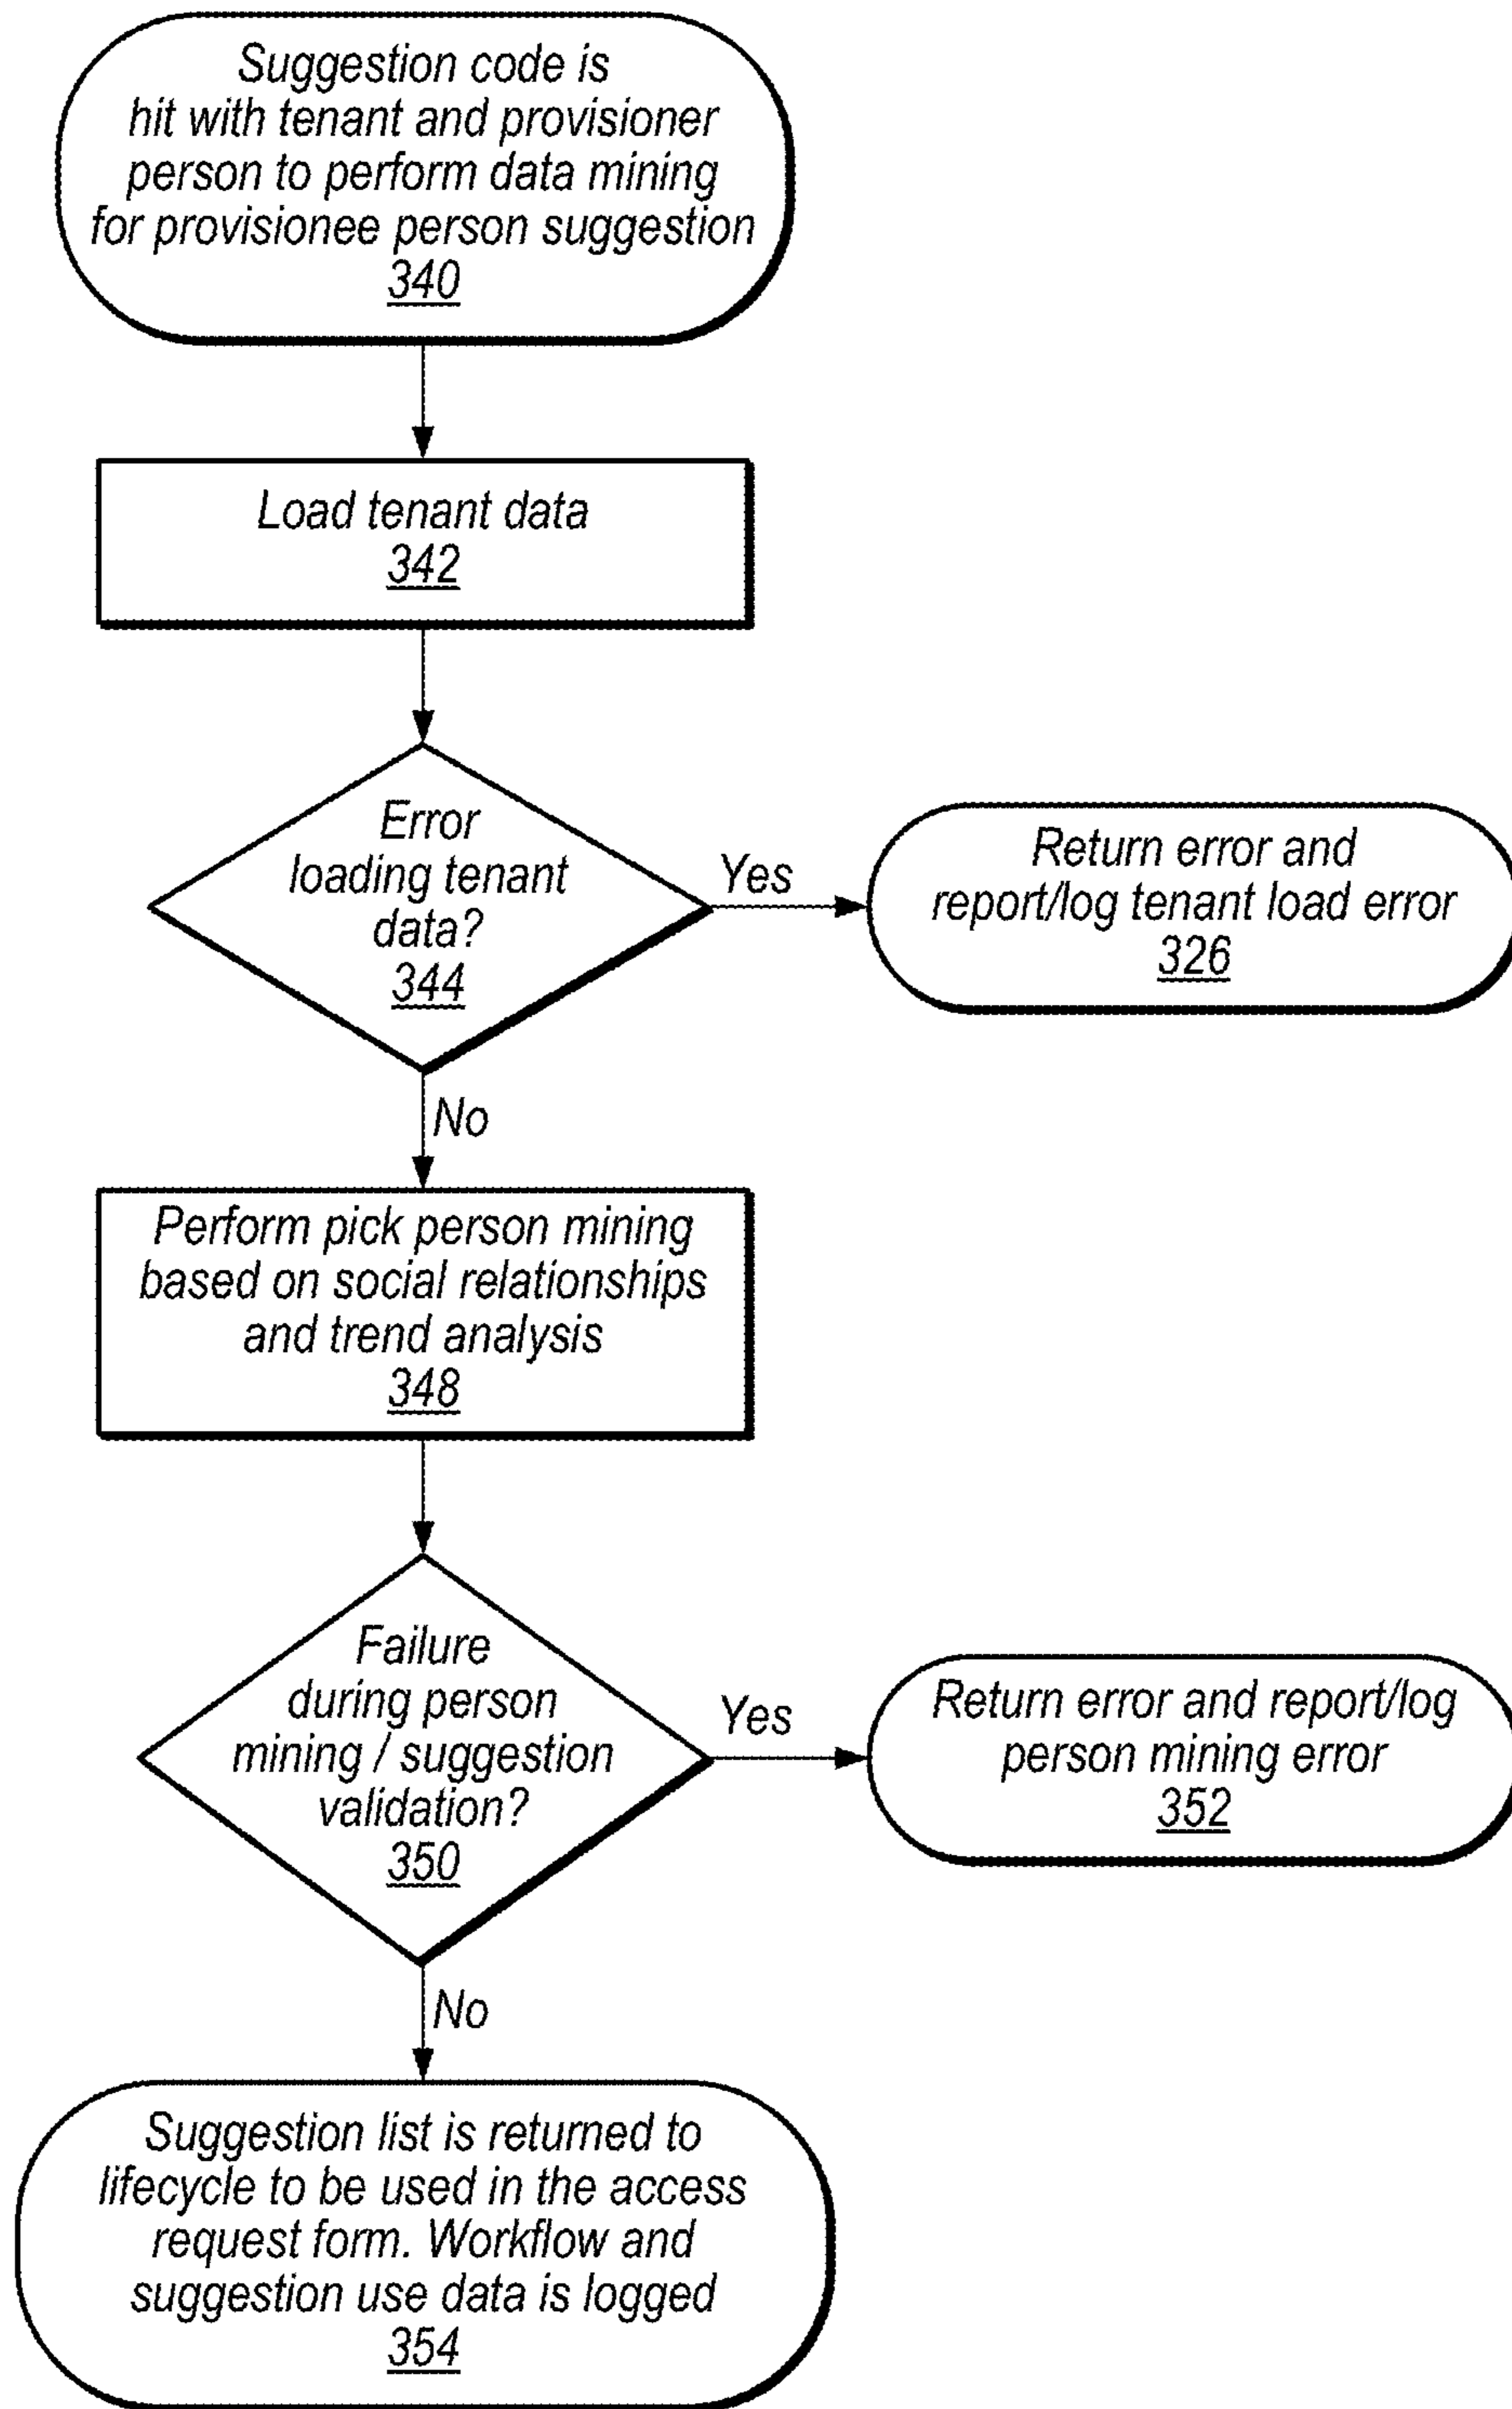 Suggestion code is
hit with tenant and provisioner
person to perform data mining
for provisionee person suggestion
340
Load tenant data
342
Error
loading tenant
data?
344
Yes
Return error and
report/log tenant load error
326
No
Perform pick person mining
based on social relationships
and trend analysis
348
Failure
during person
mining / suggestion
validation?
350
Yes
Return error and report/log
person mining error
352
No
Suggestion list is returned to
lifecycle to be used in the access
request form. Workflow and
suggestion use data is logged
354